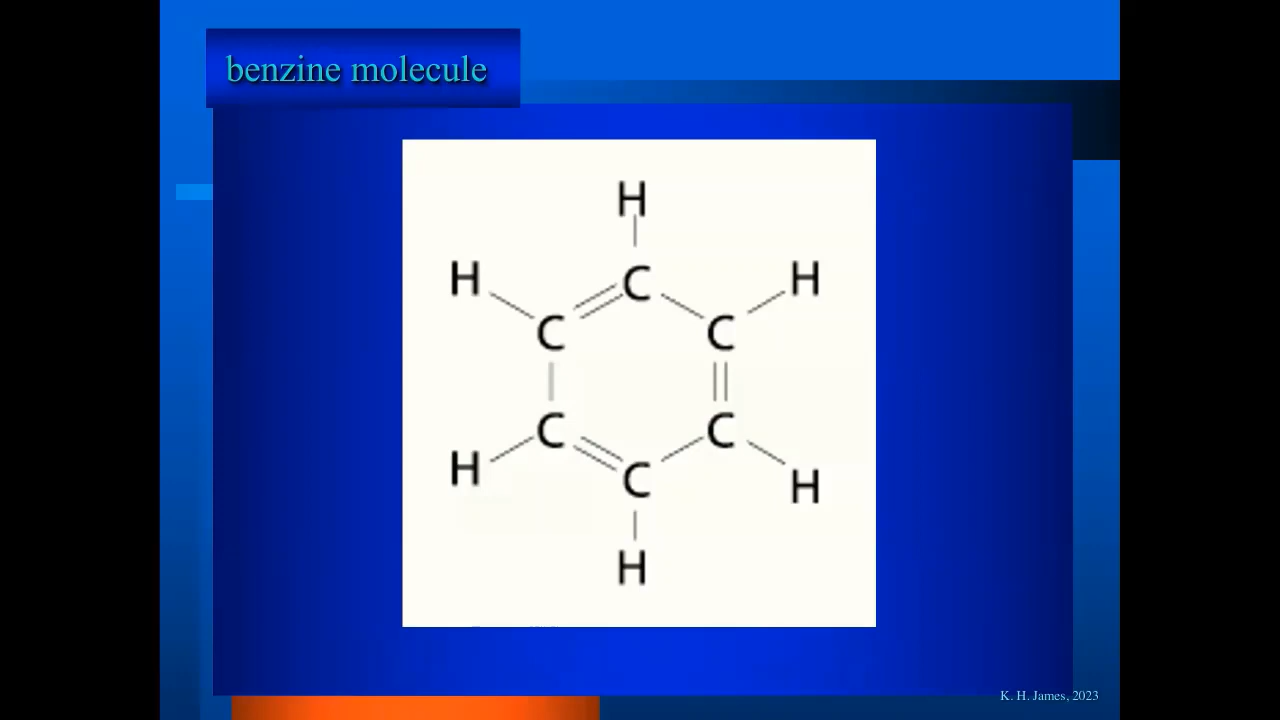 benzine molecule
H
H H
C
C C
C C
H C H
H
K. H. James, 2023